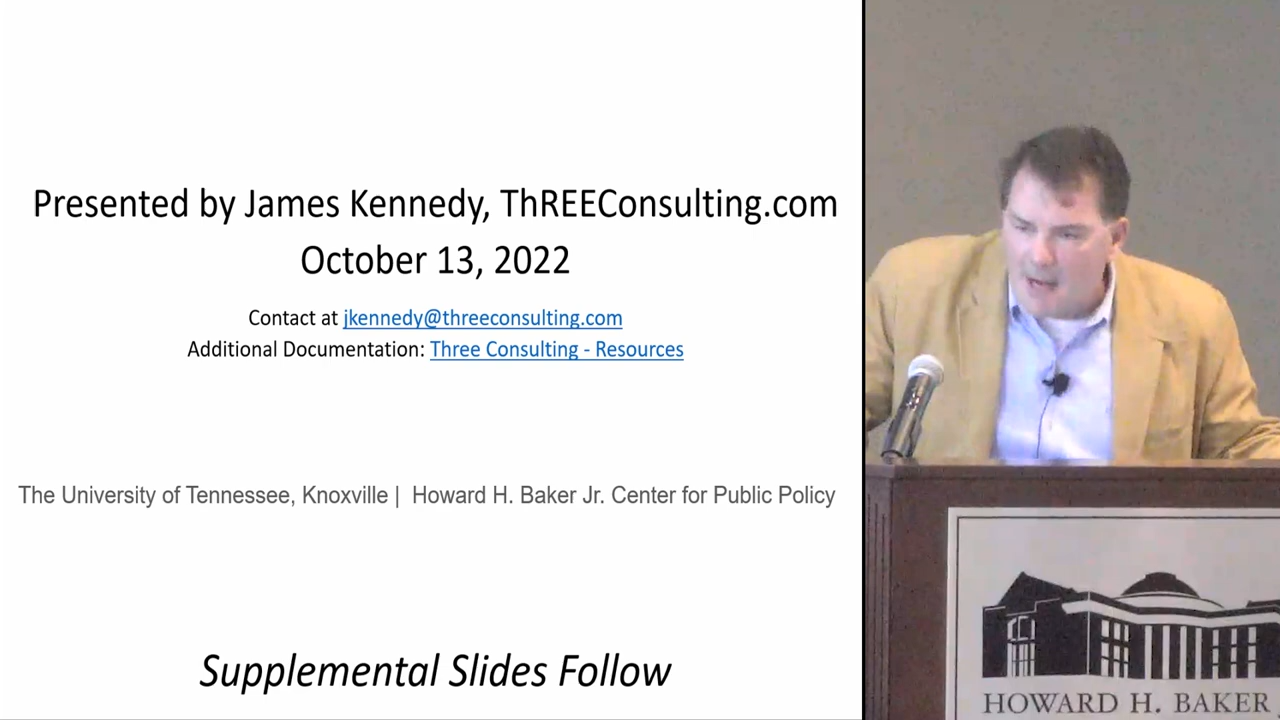 Presented by James Kennedy, ThREEConsulting.com
October 13, 2022
Contact at jkennedy@threeconsulting.com
Additional Documentation: Three Consulting - Resources
The University of Tennessee, Knoxville | Howard H. Baker Jr. Center for Public Policy
Supplemental Slides Follow
HOWARD H. BAKER